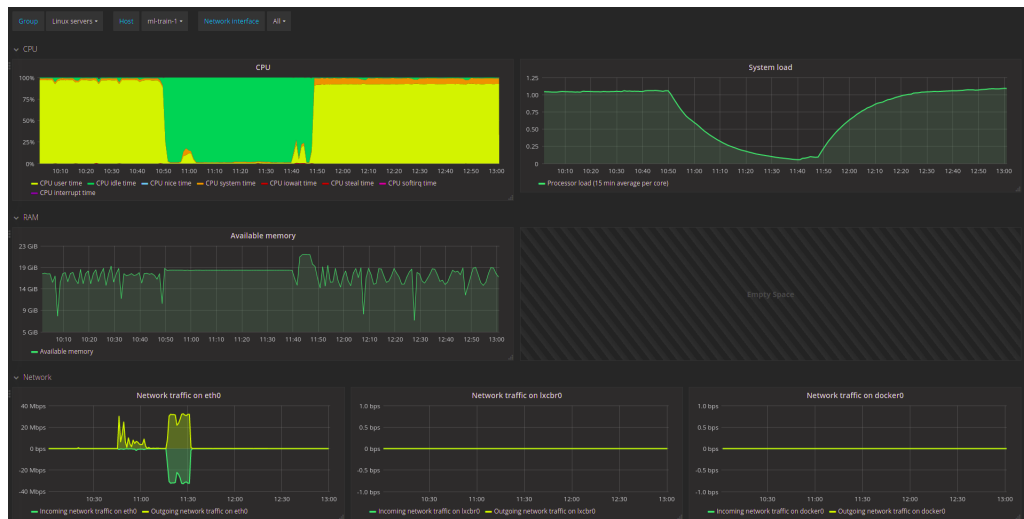 Group Linux servers Host ml-train-1 Network interface All
CPU
CPU
100%
75%
50%
25%
0%
10:10 10:20 10:30 10:40 10:50 11:00 11:10 11:20 11:30 11:40 11:50 12:00 12:10 12:20 12:30 12:40 12:50 13:00
CPU user time CPU idle time CPU nice time CPU system time CPU iowait time CPU steal time CPU softirq time
CPU interrupt time
System load
1.25
1.00
0.75
0.50
0.25
0
10:10 10:20 10:30 10:40 10:50 11:00 11:10 11:20 11:30 11:40 11:50 12:00 12:10 12:20 12:30 12:40 12:50 13:00
Processor load (15 min average per core)
RAM
Available memory
23 GiB
19 GiB
14 GiB
9 GiB
5 GiB
10:10 10:20 10:30 10:40 10:50 11:00 11:10 11:20 11:30 11:40 11:50 12:00 12:10 12:20 12:30 12:40 12:50 13:00
Available memory
Empty Space
Network
Network traffic on eth0
40 Mbps
20 Mbps
0 bps
-20 Mbps
-40 Mbps
10:30 11:00 11:30 12:00 12:30 13:00
Incoming network traffic on eth0 Outgoing network traffic on eth0
Network traffic on lxcbr0
1.0 bps
0.5 bps
0 bps
-0.5 bps
-1.0 bps
10:30 11:00 11:30 12:00 12:30 13:00
Incoming network traffic on lxcbr0 Outgoing network traffic on lxcbr0
Network traffic on docker0
1.0 bps
0.5 bps
0 bps
-0.5 bps
-1.0 bps
10:30 11:00 11:30 12:00 12:30 13:00
Incoming network traffic on docker0 Outgoing network traffic on docker0